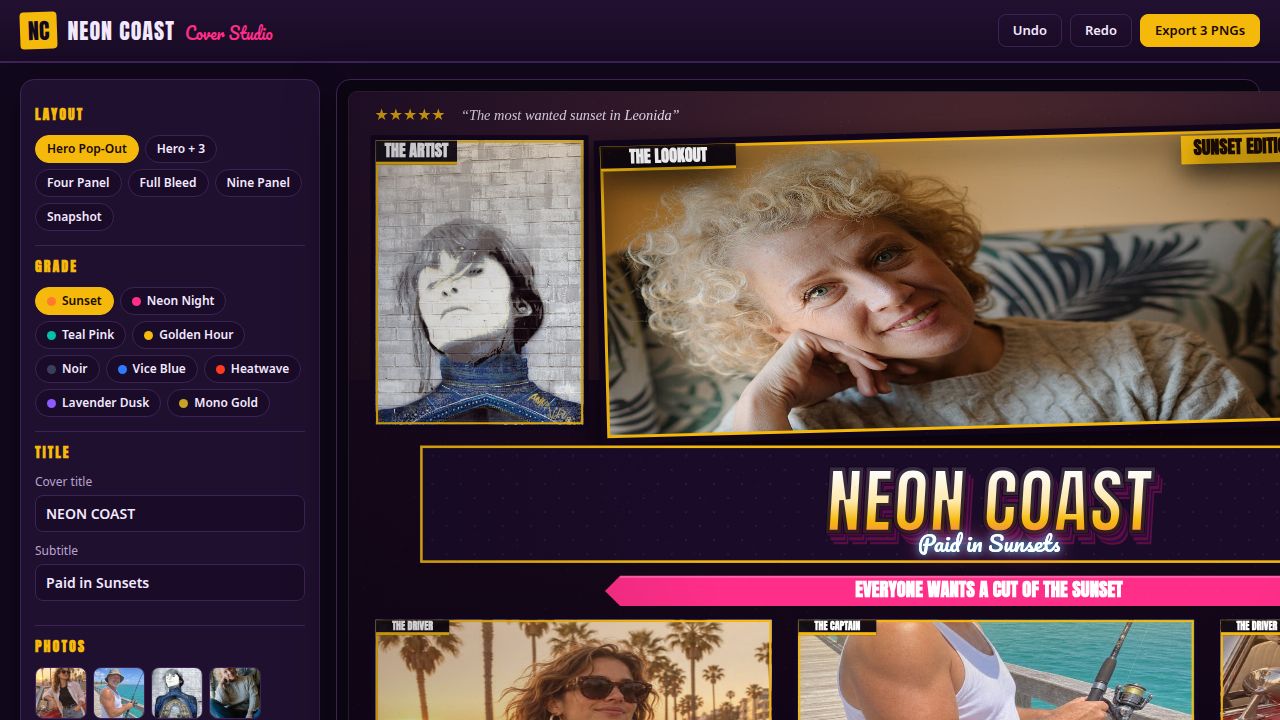 NC NEON COAST Cover Studio
Undo Redo Export 3 PNGs
LAYOUT
Hero Pop-Out Hero + 3
Four Panel Full Bleed Nine Panel
Snapshot
GRADE
Sunset Neon Night
Teal Pink Golden Hour
Noir Vice Blue Heatwave
Lavender Dusk Mono Gold
TITLE
Cover title
NEON COAST
Subtitle
Paid in Sunsets
PHOTOS
★★★★★ “The most wanted sunset in Leonida”
THE ARTIST
THE LOOKOUT
SUNSET EDITI
NEON COAST
Paid in Sunsets
EVERYONE WANTS A CUT OF THE SUNSET
THE DRIVER
THE CAPTAIN
THE DRIVER